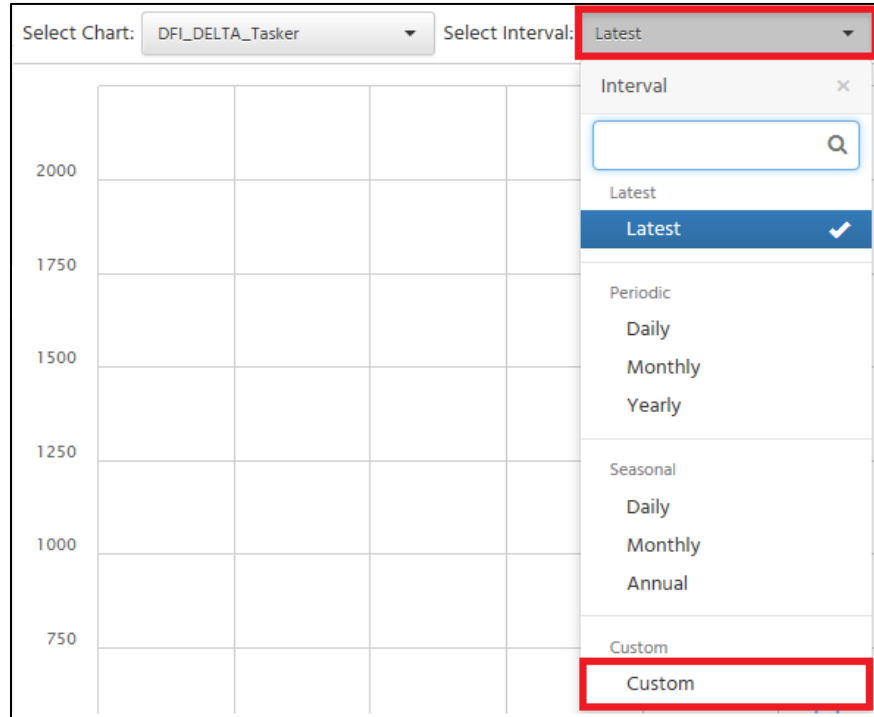 Select Chart: DFI_DELTA_Tasker Select Interval: Latest
Interval
Latest
Latest
Periodic
Daily
Monthly
Yearly
Seasonal
Daily
Monthly
Annual
Custom
Custom
2000
1750
1500
1250
1000
750